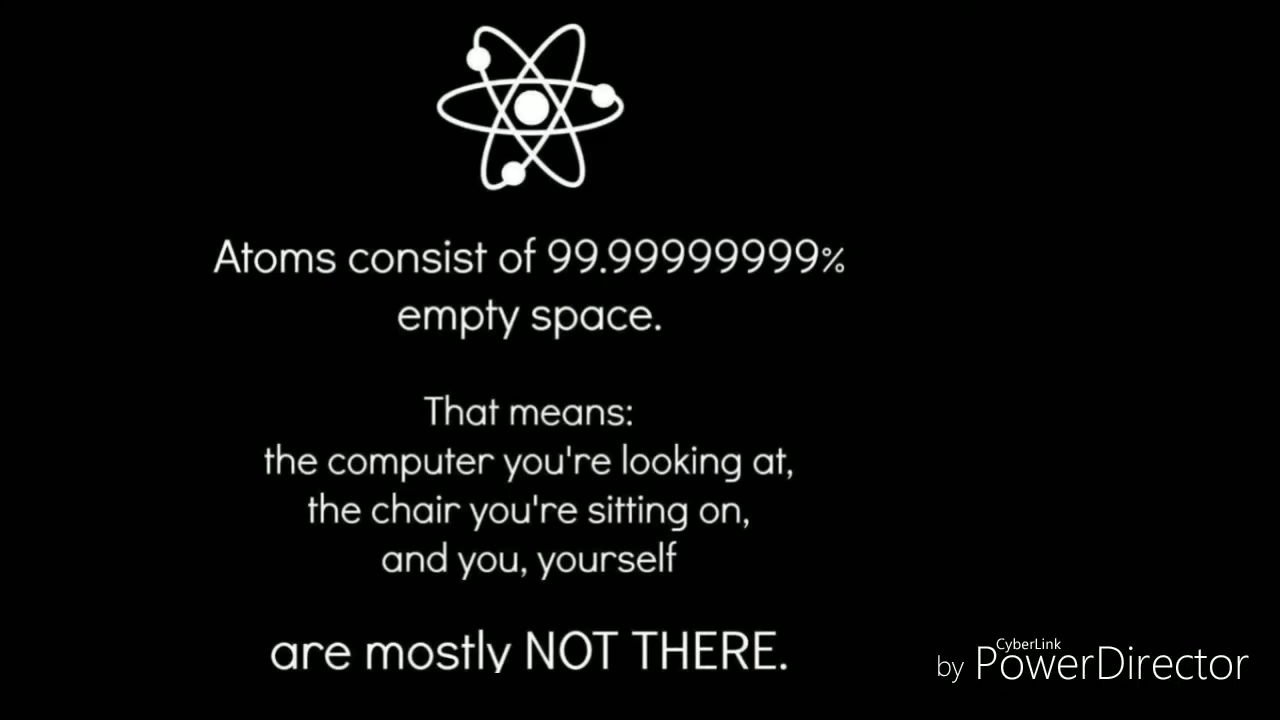 Atoms consist of 99.99999999%
empty space.
That means:
the computer you're looking at,
the chair you're sitting on,
and you, yourself
are mostly NOT THERE.
CyberLink
by PowerDirector